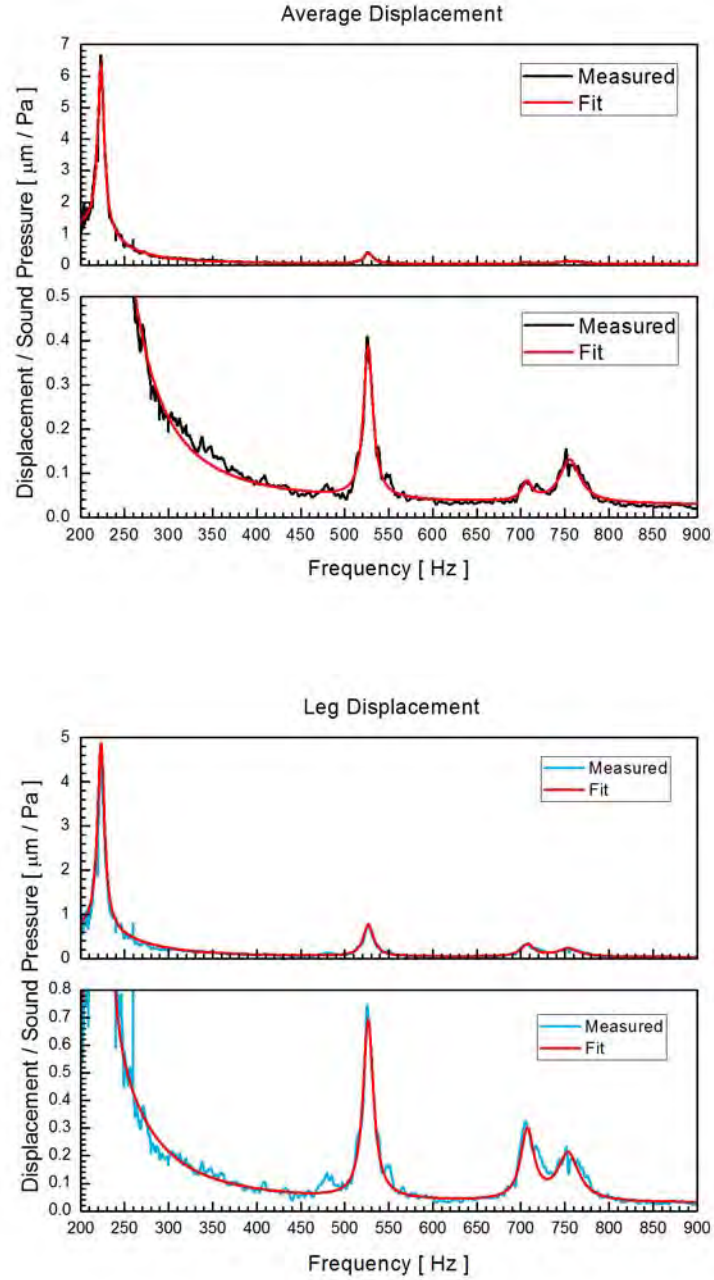 Average Displacement
Displacement / Sound Pressure [ μm / Pa ]
7
6
5
4
3
2
1
0
Measured
Fit
0.5
0.4
0.3
0.2
0.1
0.0
Measured
Fit
200 250 300 350 400 450 500 550 600 650 700 750 800 850 900
Frequency [ Hz ]
Leg Displacement
Displacement / Sound Pressure [ μm / Pa ]
5
4
3
2
1
0
Measured
Fit
0.8
0.7
0.6
0.5
0.4
0.3
0.2
0.1
0.0
Measured
Fit
200 250 300 350 400 450 500 550 600 650 700 750 800 850 900
Frequency [ Hz ]